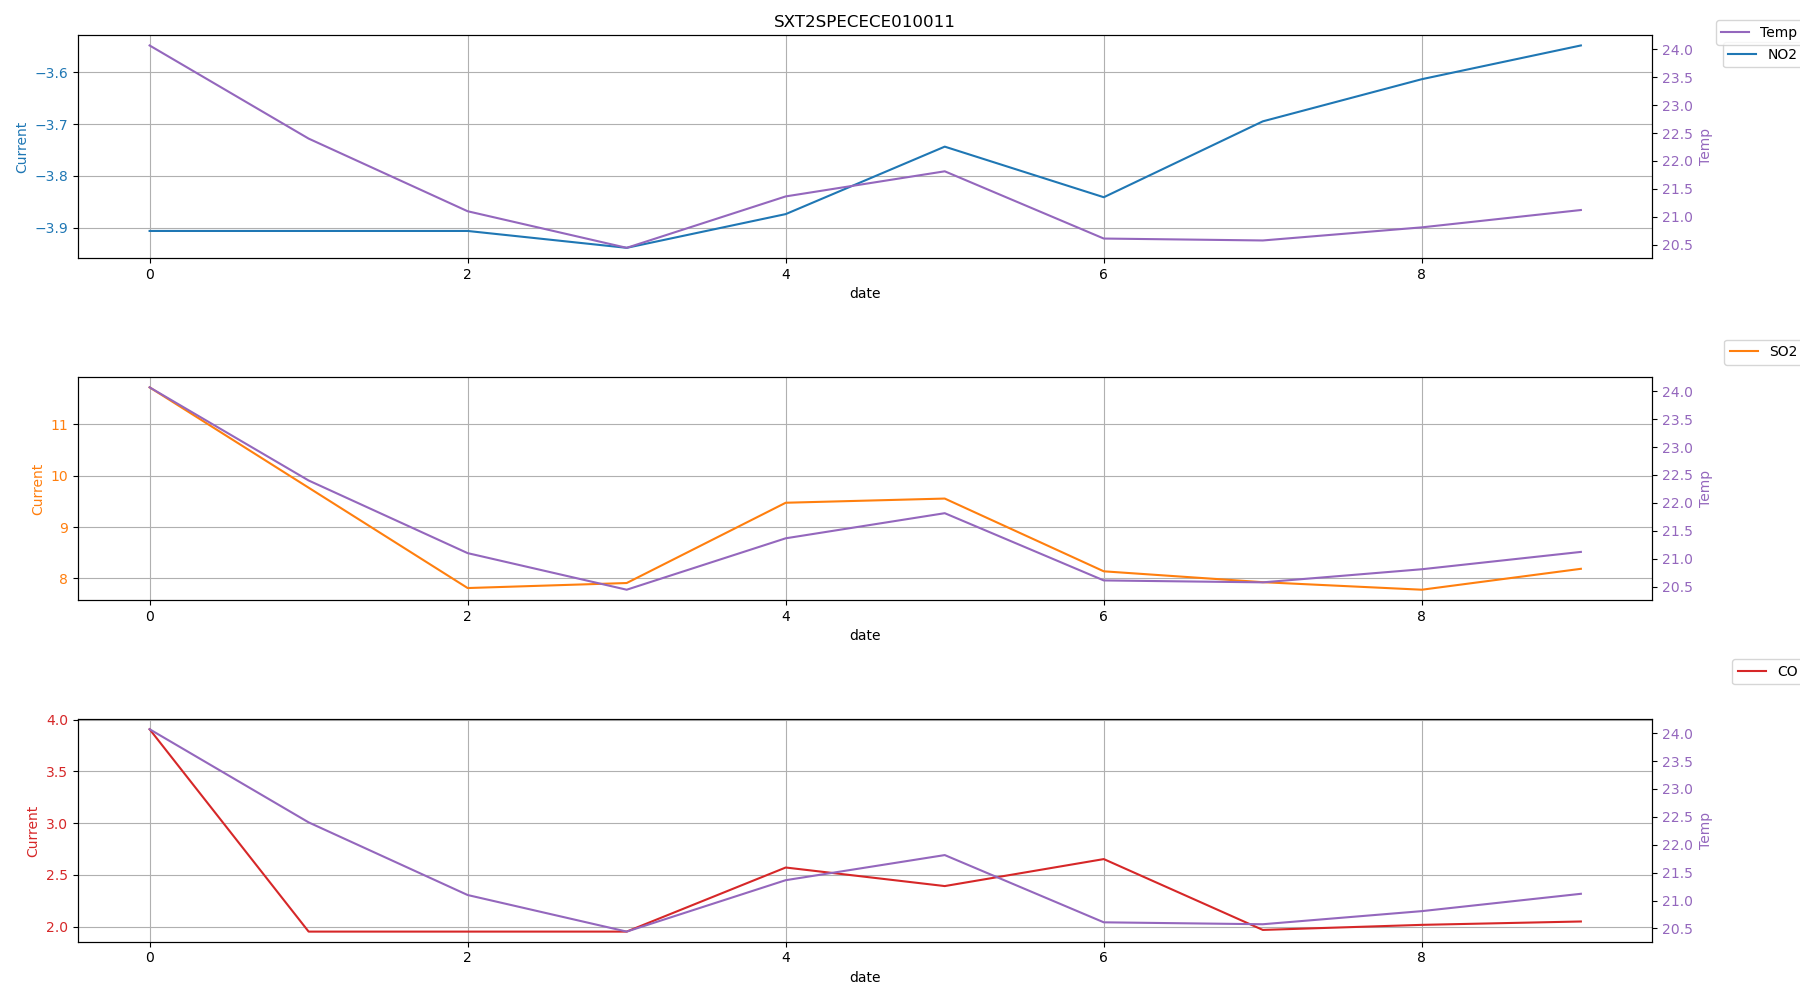 SXT2SPECECE010011
Temp
NO2
−3.6
−3.7
−3.8
−3.9
Current
24.0
23.5
23.0
22.5
22.0
21.5
21.0
20.5
Temp
0 2 4 6 8
date
SO2
11
10
9
8
Current
24.0
23.5
23.0
22.5
22.0
21.5
21.0
20.5
Temp
0 2 4 6 8
date
CO
4.0
3.5
3.0
2.5
2.0
Current
24.0
23.5
23.0
22.5
22.0
21.5
21.0
20.5
Temp
0 2 4 6 8
date